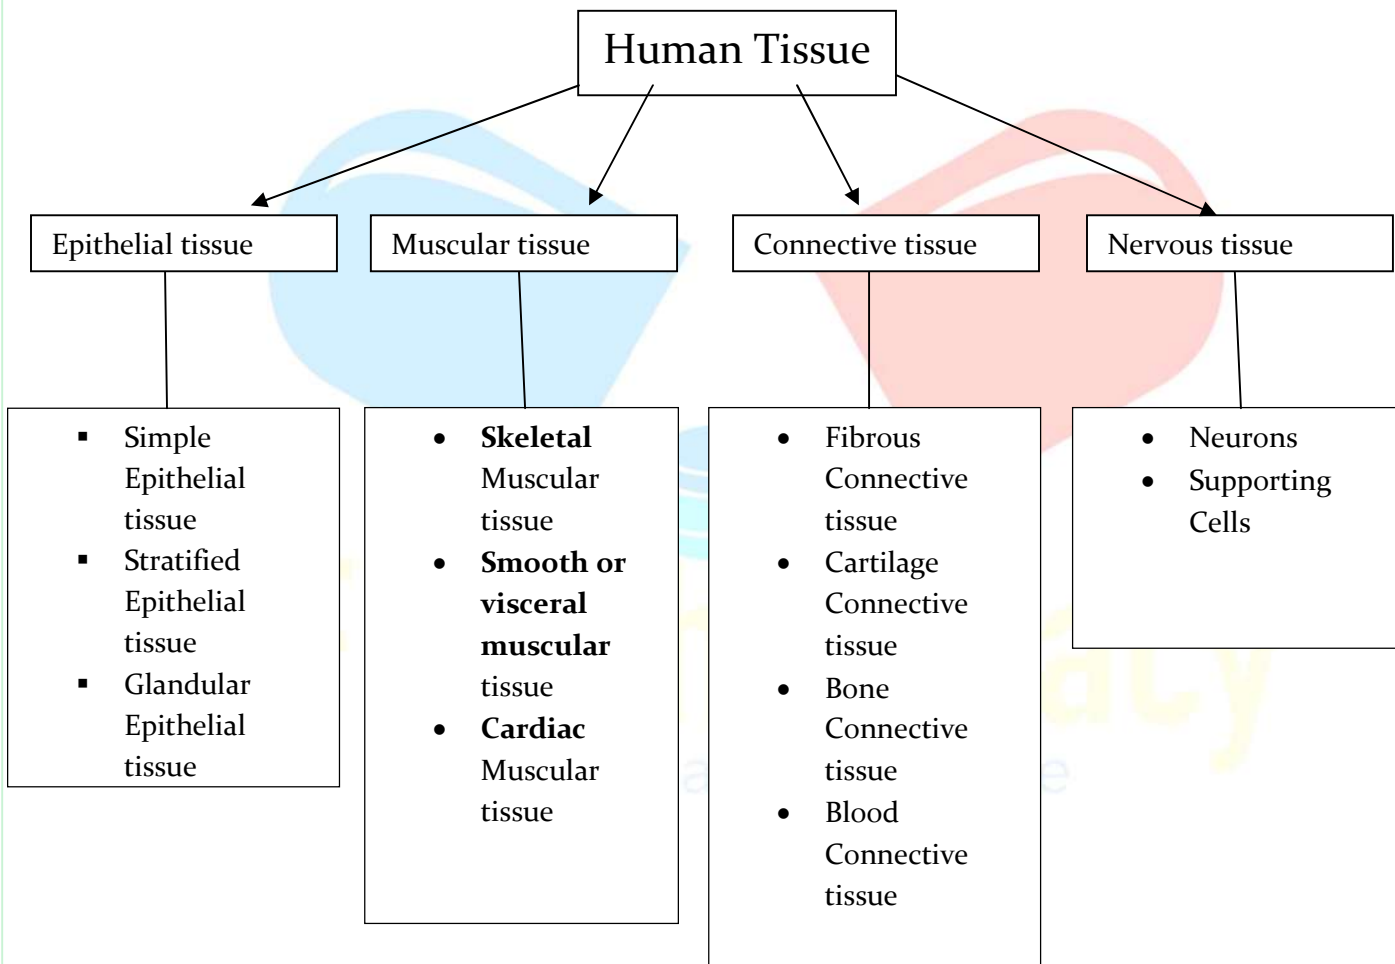 Human Tissue
Epithelial tissue
Muscular tissue
Connective tissue
Nervous tissue
▪ Simple
Epithelial
tissue
▪ Stratified
Epithelial
tissue
▪ Glandular
Epithelial
tissue
• Skeletal
Muscular
tissue
• Smooth or
visceral
muscular
tissue
• Cardiac
Muscular
tissue
• Fibrous
Connective
tissue
• Cartilage
Connective
tissue
• Bone
Connective
tissue
• Blood
Connective
tissue
• Neurons
• Supporting
Cells